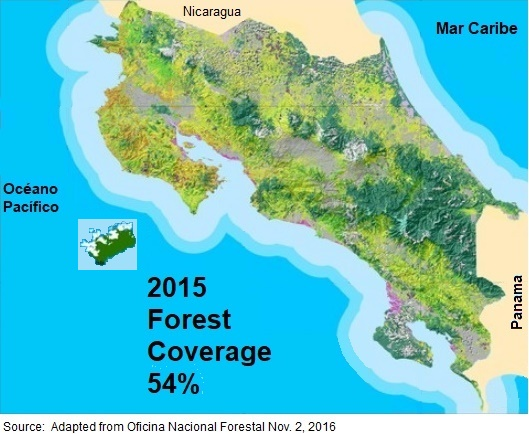 Nicaragua
Mar Caribe
Océano
Pacifico
Panama
2015
Forest
Coverage
54%
Source:  Adapted from Oficina Nacional Forestal Nov. 2, 2016